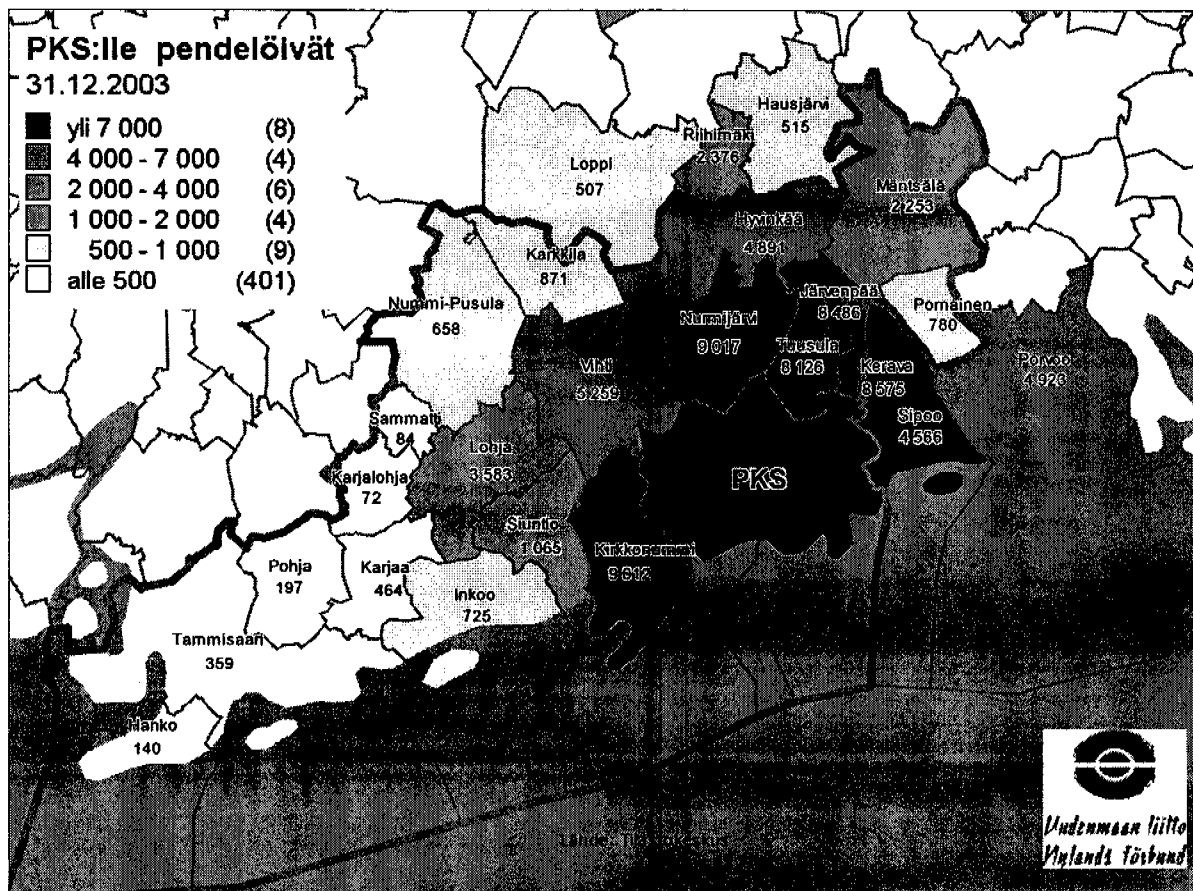 PKS:lle pendelöivät
31.12.2003
yli 7 000 (8)
4 000 - 7 000 (4)
2 000 - 4 000 (6)
1 000 - 2 000 (4)
500 - 1 000 (9)
alle 500 (401)
Hausjärvi
515
Riihimäki
2 376
Loppi
507
Mäntsälä
2 253
Hyvinkää
4 891
Karkkila
871
Nummi-Pusula
658
Järvenpää
8 486
Pornainen
780
Nurmijärvi
9 017
Tuusula
8 126
Vihti
5 259
Kerava
8 575
Porvoo
4 923
Sipoo
4 566
Sammatti
84
Lohja
3 583
Karjalohja
72
PKS
Siuntio
1 065
Kirkkonummi
9 612
Pohja
197
Karjaa
464
Inkoo
725
Tammisaari
359
Hanko
140
Uudenmaan liitto
Nylands förbund